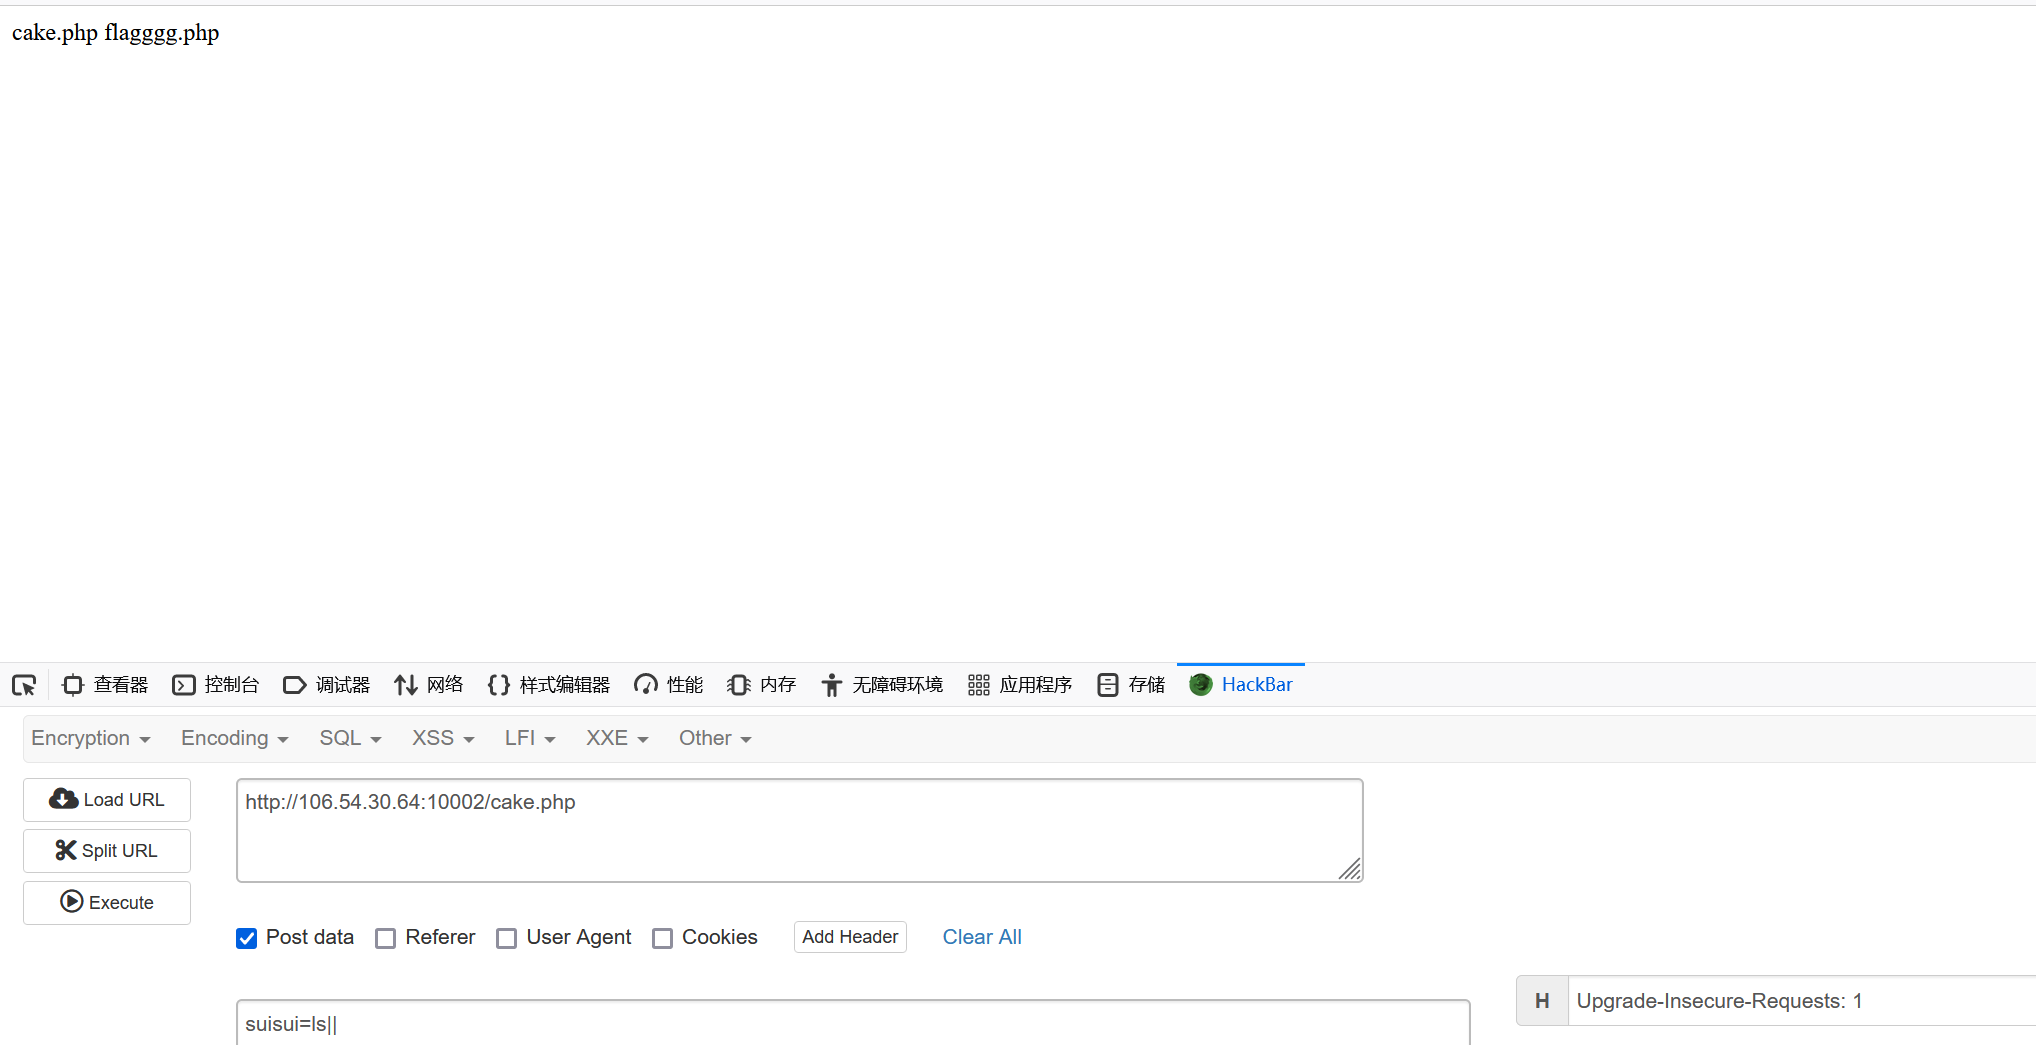 cake.php flagggg.php
查看器 控制台 调试器 网络 样式编辑器 性能 内存 无障碍环境 应用程序 存储 HackBar
Encryption Encoding SQL XSS LFI XXE Other
Load URL
http://106.54.30.64:10002/cake.php
Split URL
Execute
Post data Referer User Agent Cookies Add Header Clear All
H Upgrade-Insecure-Requests: 1
suisui=ls||